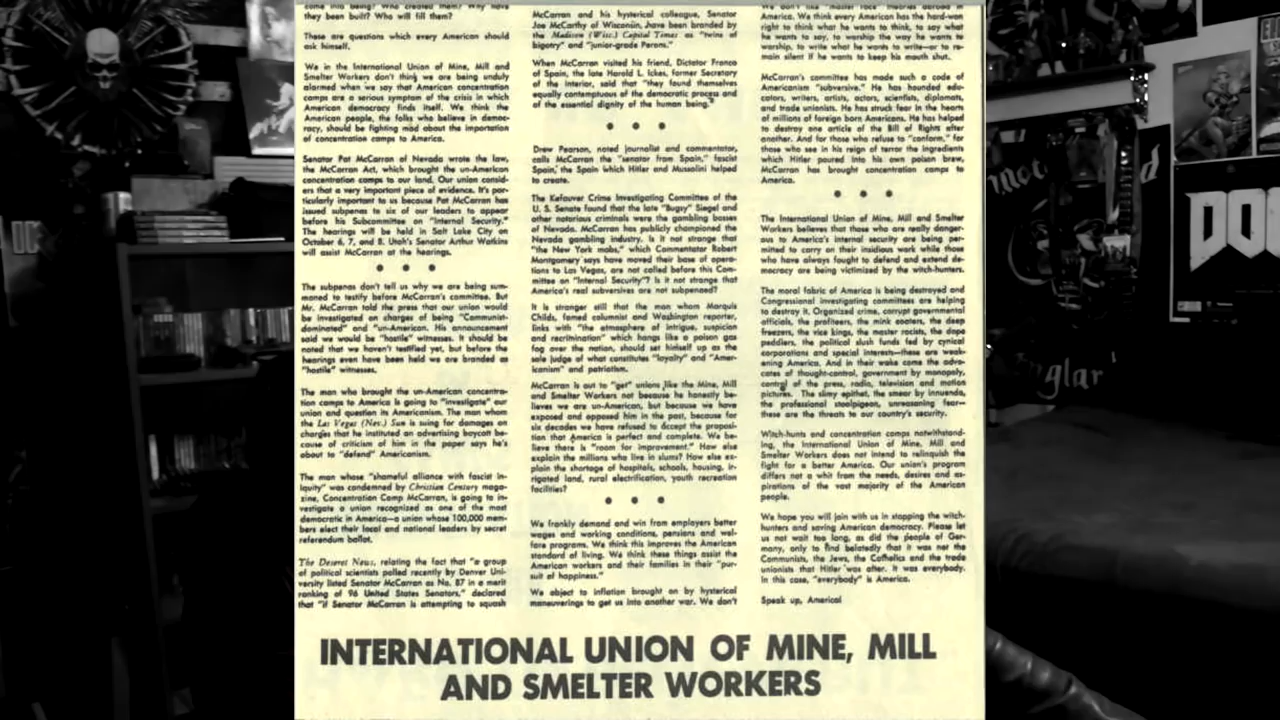 come into being? Who created them? Why have
they been built? Who will fill them?
These are questions which every American should
ask himself.
We in the International Union of Mine, Mill and
Smelter Workers don't think we are being unduly
alarmed when we say that American concentration
camps are a serious symptom of the crisis in which
American democracy finds itself. We think the
American people, the folks who believe in democ-
racy, should be fighting mad about the importation
of concentration camps to America.
Senator Pat McCarran of Nevada wrote the law,
the McCarran Act, which brought the un-American
concentration camps to our land. Our union consid-
ers that a very important piece of evidence. It's par-
ticularly important to us because Pat McCarran has
issued subpenas to six of our leaders to appear
before his Subcommittee on "Internal Security."
The hearings will be held in Salt Lake City on
October 6, 7, and 8. Utah's Senator Arthur Watkins
will assist McCarran at the hearings.
The subpenas don't tell us why we are being sum-
moned to testify before McCarran's committee. But
Mr. McCarran told the press that our union would
be investigated on charges of being "Communist-
dominated" and "un-American. His announcement
said we would be "hostile" witnesses. It should be
noted that we haven't testified yet, but before the
hearings even have been held we are branded as
"hostile" witnesses.
The man who brought the un-American concentra-
tion camps to America is going to "investigate" our
union and question its Americanism. The man whom
the Las Vegas (Nev.) Sun is suing for damages on
charges that he instituted an advertising boycott be-
cause of criticism of him in the paper says he's
about to "defend" Americanism.
The man whose "shameful alliance with fascist in-
iquity" was condemned by Christian Century maga-
zine, Concentration Camp McCarran, is going to in-
vestigate a union recognized as one of the most
democratic in America—a union whose 100,000 mem-
bers elect their local and national leaders by secret
referendum ballot.
The Deseret News, relating the fact that "a group
of political scientists polled recently by Denver Uni-
versity listed Senator McCarran as No. 87 in a merit
ranking of 96 United States Senators," declared
that "if Senator McCarran is attempting to squash
McCarran and his hysterical colleague, Senator
Joe McCarthy of Wisconsin, have been branded by
the Madison (Wisc.) Capital Times as "twins of
bigotry" and "junior-grade Perons."
When McCarran visited his friend, Dictator Franco
of Spain, the late Harold L. Ickes, former Secretary
of the Interior, said that "they found themselves
equally contemptuous of the democratic process and
of the essential dignity of the human being."
Drew Pearson, noted journalist and commentator,
calls McCarran the "senator from Spain," fascist
Spain, the Spain which Hitler and Mussolini helped
to create.
The Kefauver Crime Investigating Committee of the
U. S. Senate found that the late "Bugsy" Siegel and
other notorious criminals were the gambling bosses
of Nevada. McCarran has publicly championed the
Nevada gambling industry. Is it not strange that
"the New York mobs," which Commentator Robert
Montgomery says have moved their base of opera-
tions to Las Vegas, are not called before this Com-
mittee on "Internal Security"? Is it not strange that
America's real subversives are not subpenaed?
It is stranger still that the man whom Marquis
Childs, famed columnist and Washington reporter,
links with "the atmosphere of intrigue, suspicion
and recrimination" which hangs like a poison gas
fog over the nation, should set himself up as the
sole judge of what constitutes "loyalty" and "Amer-
icanism" and patriotism.
McCarran is out to "get" unions like the Mine, Mill
and Smelter Workers not because he honestly be-
lieves we are un-American, but because we have
exposed and opposed him in the past, because for
six decades we have refused to accept the proposi-
tion that America is perfect and complete. We be-
lieve there is "room for improvement." How else
explain the millions who live in slums? How else ex-
plain the shortage of hospitals, schools, housing, ir-
rigated land, rural electrification, youth recreation
facilities?
We frankly demand and win from employers better
wages and working conditions, pensions and wel-
fare programs. We think this improves the American
standard of living. We think these things assist the
American workers and their families in their "pur-
suit of happiness."
We object to inflation brought on by hysterical
maneuverings to get us into another war. We don't
We don't like "master race" theories abroad in
America. We think every American has the hard-won
right to think what he wants to think, to say what
he wants to say, to worship the way he wants to
worship, to write what he wants to write—or to re-
main silent if he wants to keep his mouth shut.
McCarran's committee has made such a code of
Americanism "subversive." He has hounded edu-
cators, writers, artists, actors, scientists, diplomats,
and trade unionists. He has struck fear in the hearts
of millions of foreign born Americans. He has helped
to destroy one article of the Bill of Rights after
another. And for those who refuse to "conform," for
those who see in his reign of terror the ingredients
which Hitler poured into his own poison brew,
McCarran has brought concentration camps to
America.
The International Union of Mine, Mill and Smelter
Workers believes that those who are really danger-
ous to America's internal security are being per-
mitted to carry on their insidious work while those
who have always fought to defend and extend de-
mocracy are being victimized by the witch-hunters.
The moral fabric of America is being destroyed and
Congressional investigating committees are helping
to destroy it. Organized crime, corrupt governmental
officials, the profiteers, the mink coaters, the deep
freezers, the vice kings, the master racists, the dope
peddlers, the political slush funds fed by cynical
corporations and special interests—these are weak-
ening America. And in their wake come the advo-
cates of thought-control, government by monopoly,
control of the press, radio, television and motion
pictures. The slimy epithet, the smear by innuendo,
the professional stoolpigeon, unreasoning fear—
these are the threats to our country's security.
Witch-hunts and concentration camps notwithstand-
ing, the International Union of Mine, Mill and
Smelter Workers does not intend to relinquish the
fight for a better America. Our union's program
differs not a whit from the needs, desires and as-
pirations of the vast majority of the American
people.
We hope you will join with us in stopping the witch-
hunters and saving American democracy. Please let
us not wait too long, as did the people of Ger-
many, only to find belatedly that it was not the
Communists, the Jews, the Catholics and the trade
unionists that Hitler was after. It was everybody.
In this case, "everybody" is America.
Speak up, America!
INTERNATIONAL UNION OF MINE, MILL
AND SMELTER WORKERS